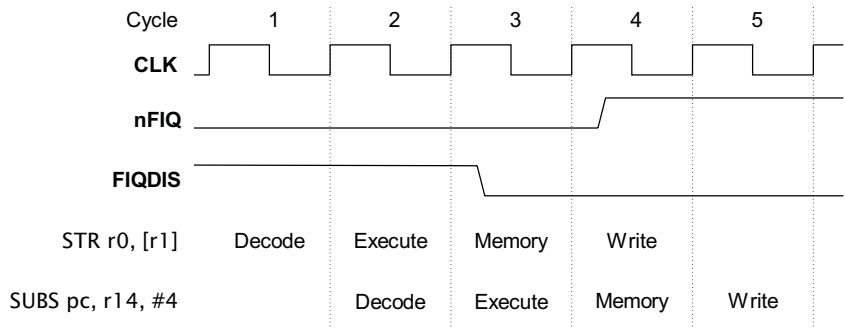 Cycle 1 2 3 4 5
CLK
nFIQ
FIQDIS
STR r0, [r1] Decode Execute Memory Write
SUBS pc, r14, #4 Decode Execute Memory Write